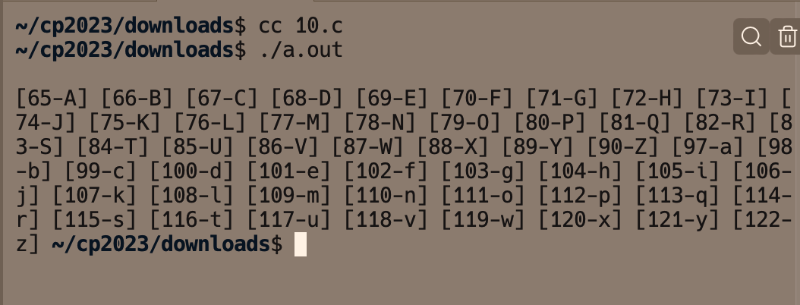 ~/cp2023/downloads$ cc 10.c
~/cp2023/downloads$ ./a.out
[65-A] [66-B] [67-C] [68-D] [69-E] [70-F] [71-G] [72-H] [73-I] [
74-J] [75-K] [76-L] [77-M] [78-N] [79-O] [80-P] [81-Q] [82-R] [8
3-S] [84-T] [85-U] [86-V] [87-W] [88-X] [89-Y] [90-Z] [97-a] [98
-b] [99-c] [100-d] [101-e] [102-f] [103-g] [104-h] [105-i] [106-
j] [107-k] [108-l] [109-m] [110-n] [111-o] [112-p] [113-q] [114-
r] [115-s] [116-t] [117-u] [118-v] [119-w] [120-x] [121-y] [122-
z] ~/cp2023/downloads$